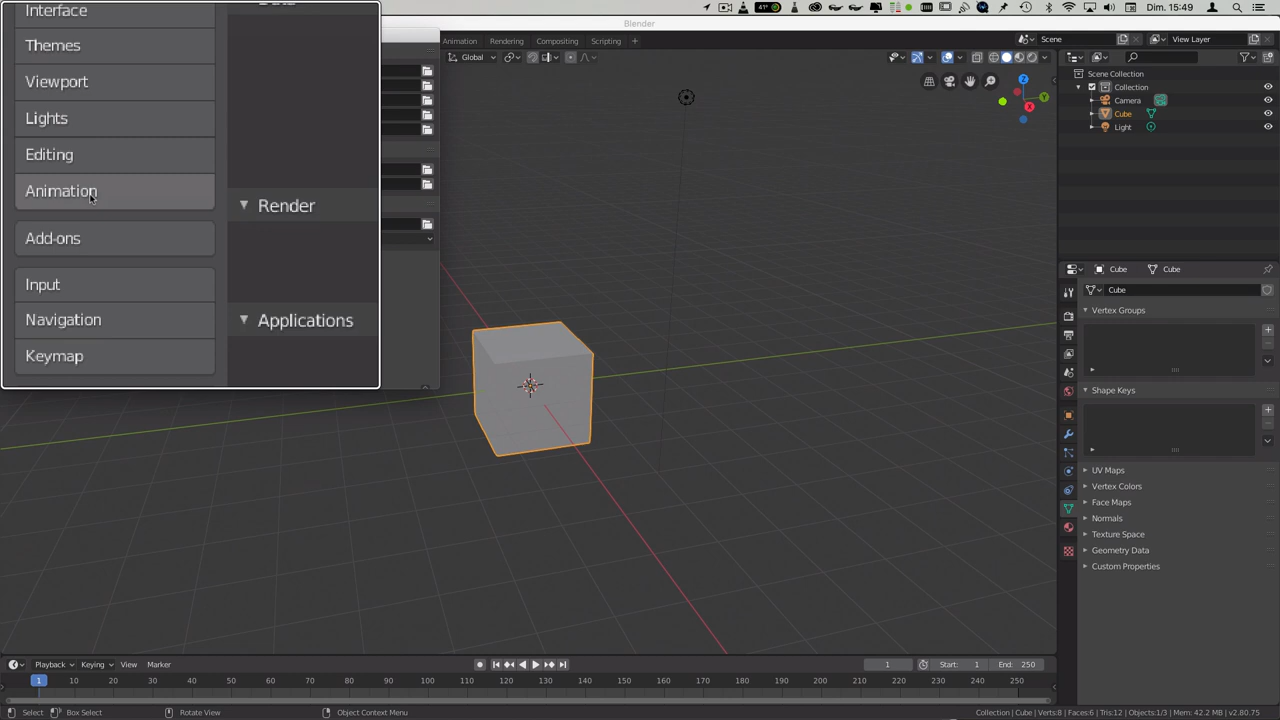 Dim. 15:49
41°
Blender
Interface
Themes
Viewport
Lights
Editing
Animation
Add-ons
Input
Navigation
Keymap
Render
Applications
Animation
Rendering
Compositing
Scripting
+
Scene
View Layer
Global
Y
Z
X
Scene Collection
Collection
Camera
Cube
Light
Cube
Cube
Cube
Vertex Groups
Shape Keys
UV Maps
Vertex Colors
Face Maps
Normals
Texture Space
Geometry Data
Custom Properties
Playback
Keying
View
Marker
1
Start: 1
End: 250
1 10 20 30 40 50 60 70 80 90 100 110 120 130 140 150 160 170 180 190 200 210 220 230 240 250
Select
Box Select
Rotate View
Object Context Menu
Collection | Cube | Verts:8 | Faces:6 | Tris:12 | Objects:1/3 | Mem: 42.2 MB | v2.80.75